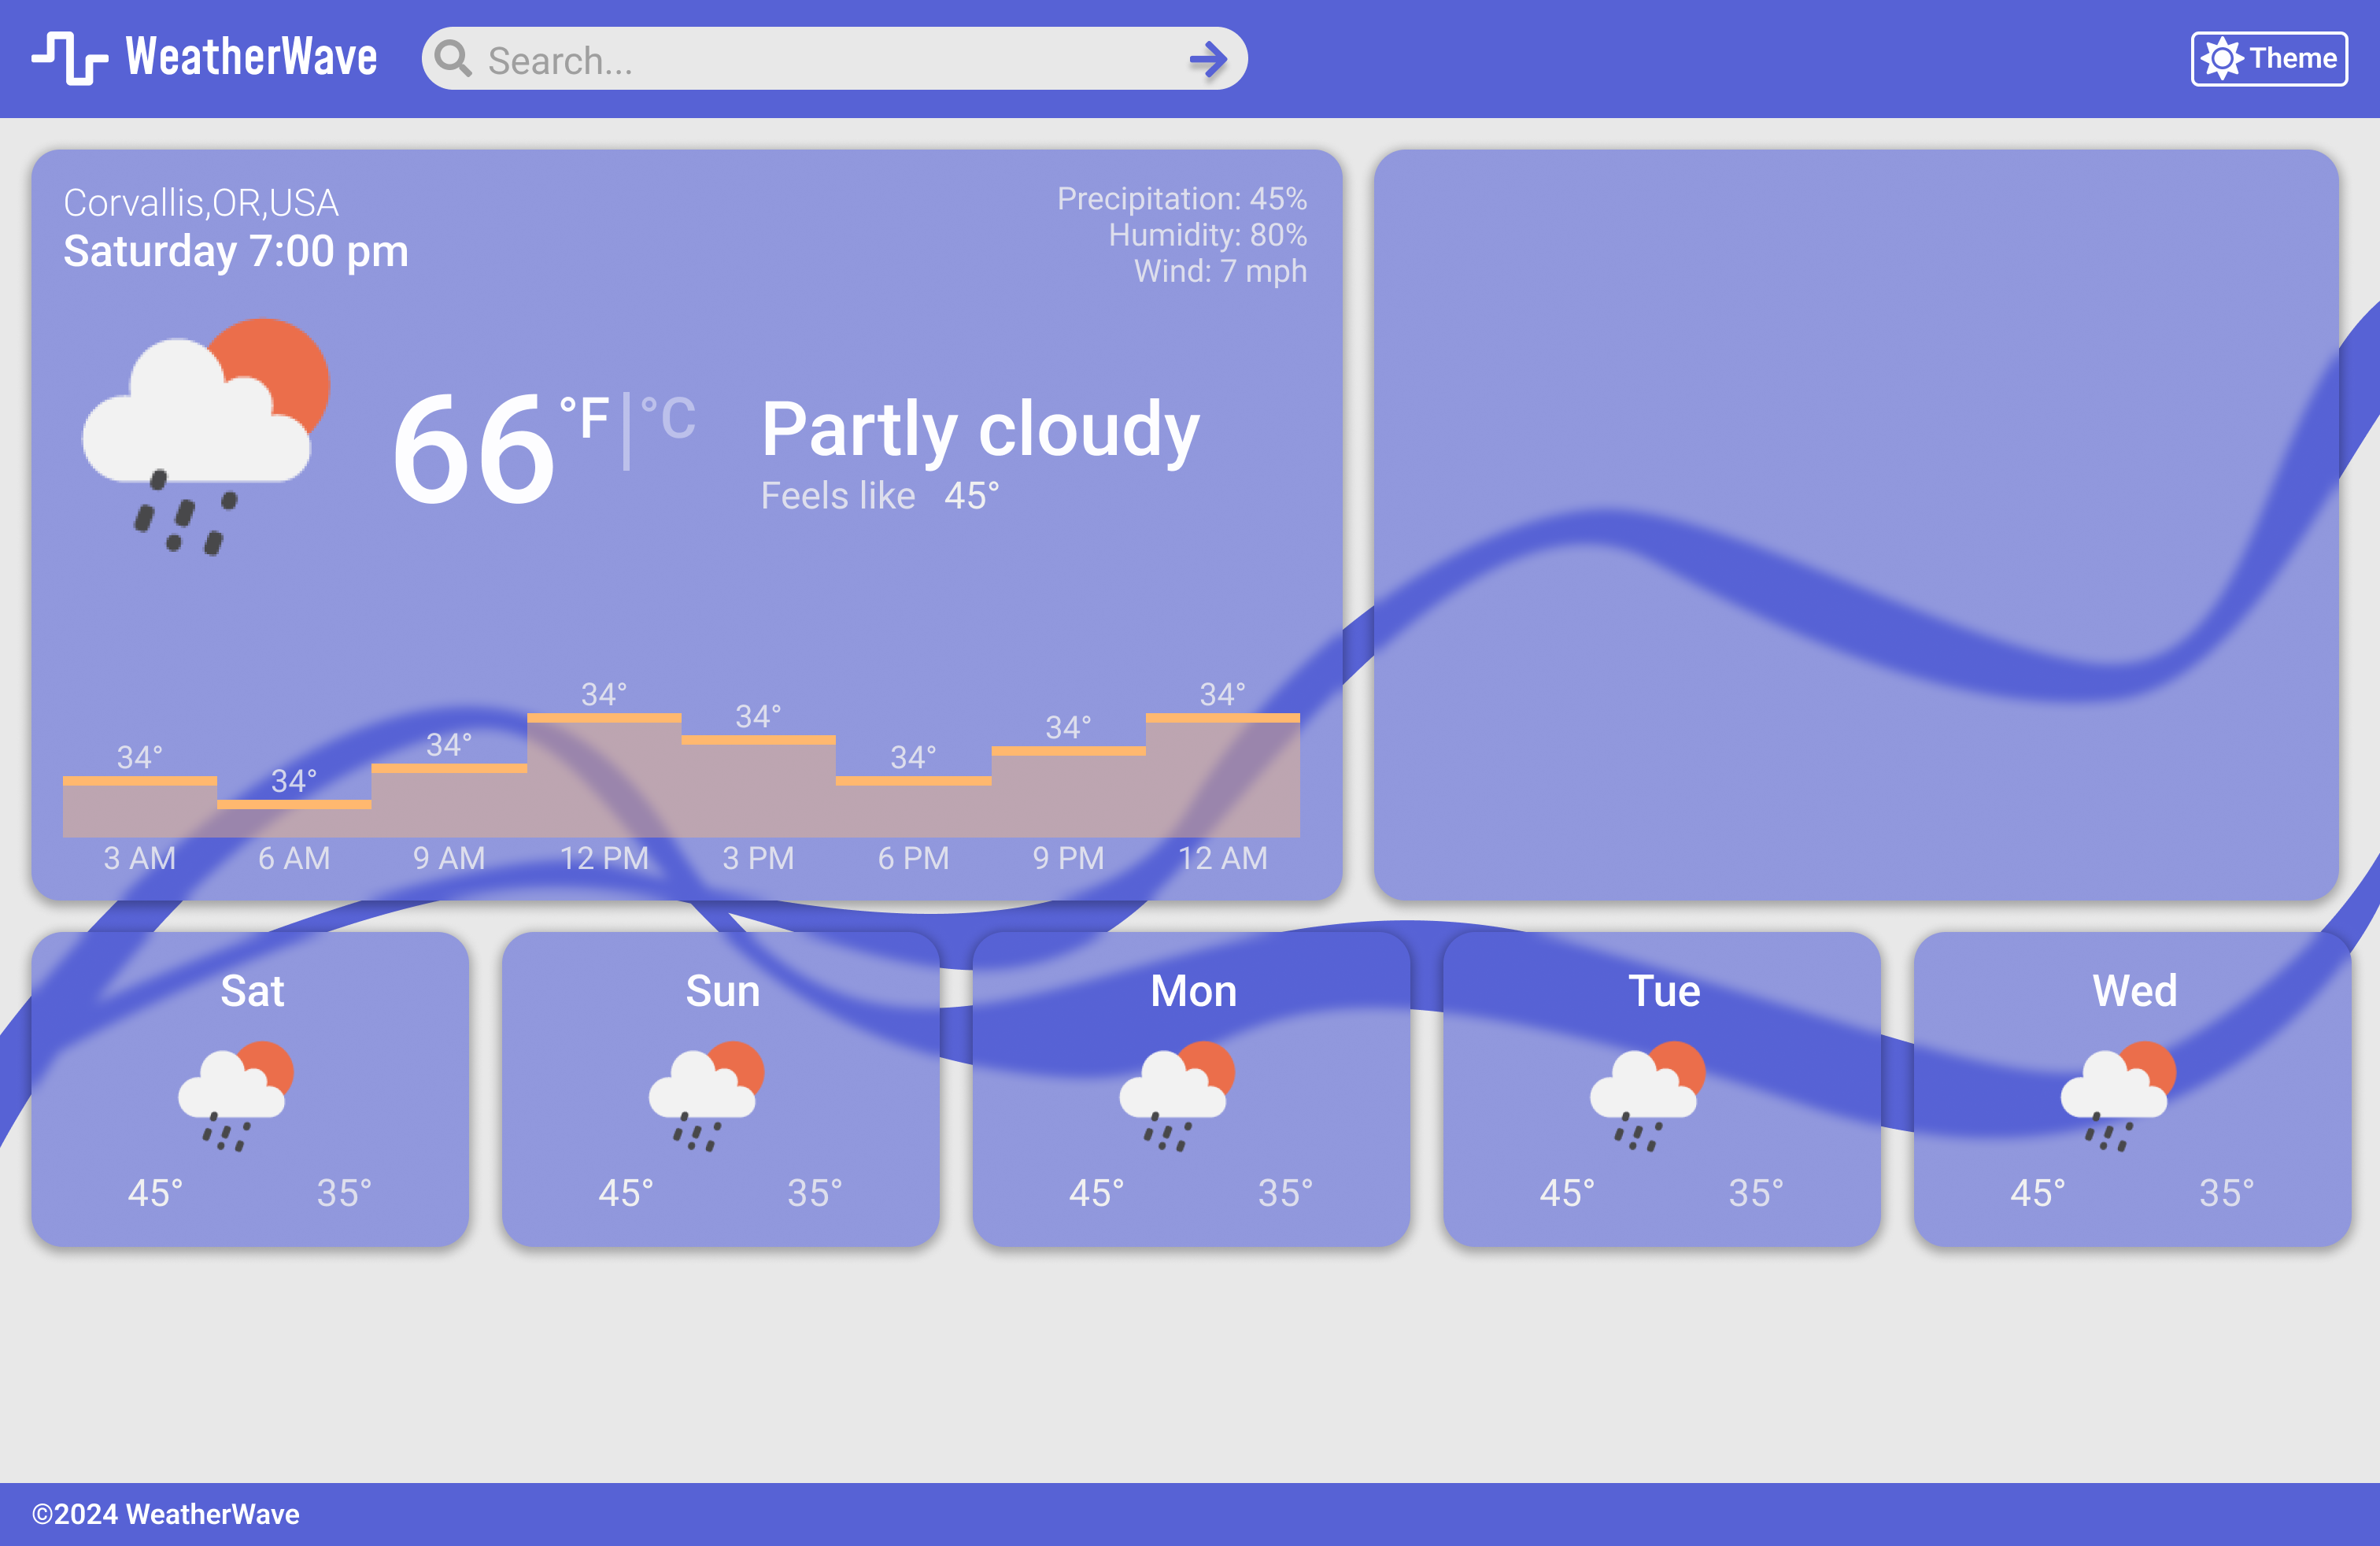 WeatherWave
Search...
Theme
Corvallis,OR,USA
Saturday 7:00 pm
Precipitation: 45%
Humidity: 80%
Wind: 7 mph
66 °F | °C
Partly cloudy
Feels like 45°
34° 34° 34° 34° 34° 34° 34° 34°
3 AM 6 AM 9 AM 12 PM 3 PM 6 PM 9 PM 12 AM
Sat
45° 35°
Sun
45° 35°
Mon
45° 35°
Tue
45° 35°
Wed
45° 35°
©2024 WeatherWave